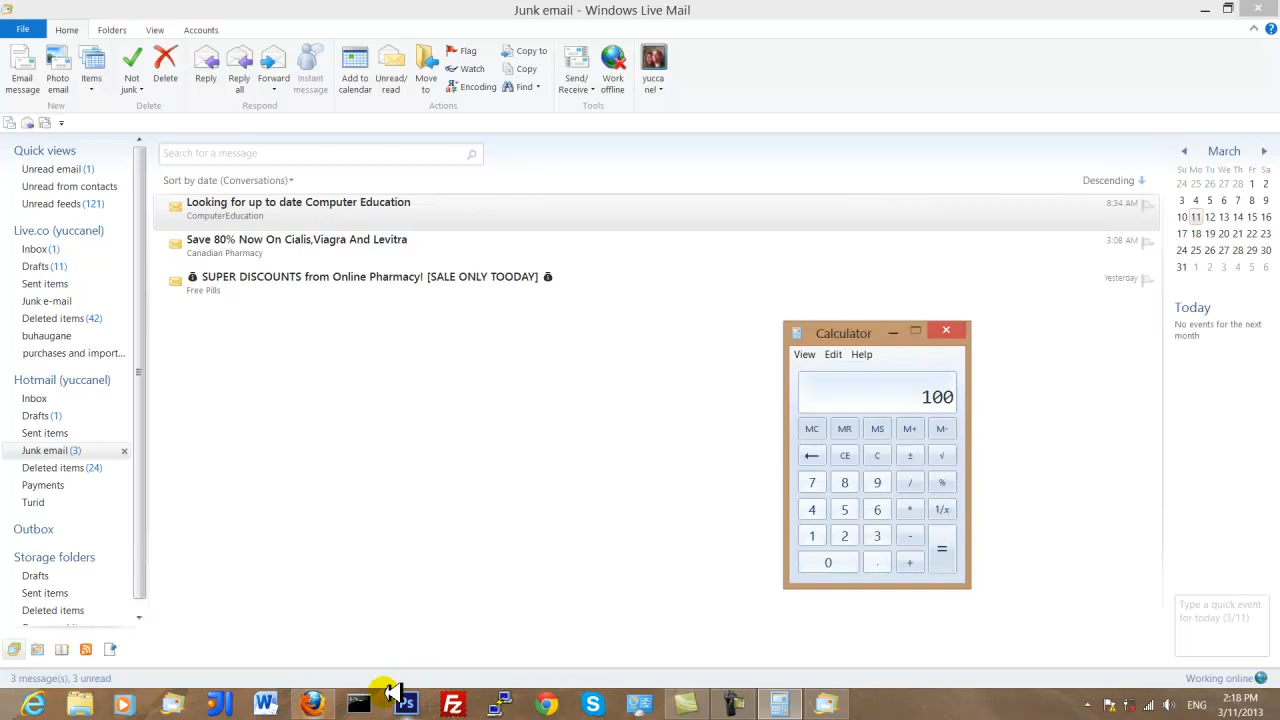 Junk email - Windows Live Mail
File Home Folders View Accounts
Email message
Photo email
Items
Not junk
Delete
Reply
Reply all
Forward
Instant message
Add to calendar
Unread/ read
Move to
Flag
Watch
Encoding
Copy to
Copy
Find
Send/ Receive
Work offline
yucca nel
New Delete Respond Actions Tools
Quick views
Unread email (1)
Unread from contacts
Unread feeds (121)
Live.co (yuccanel)
Inbox (1)
Drafts (11)
Sent items
Junk e-mail
Deleted items (42)
buhaugane
purchases and import...
Hotmail (yuccanel)
Inbox
Drafts (1)
Sent items
Junk email (3)
Deleted items (24)
Payments
Turid
Outbox
Storage folders
Drafts
Sent items
Deleted items
Search for a message
Sort by date (Conversations) Descending
Looking for up to date Computer Education 8:34 AM
ComputerEducation
Save 80% Now On Cialis,Viagra And Levitra 3:08 AM
Canadian Pharmacy
SUPER DISCOUNTS from Online Pharmacy! [SALE ONLY TOODAY] Yesterday
Free Pills
Calculator
View Edit Help
100
MC MR MS M+ M-
← CE C ± √
7 8 9 / %
4 5 6 * 1/x
1 2 3 - =
0 . +
March
Su Mo Tu We Th Fr Sa
24 25 26 27 28 1 2
3 4 5 6 7 8 9
10 11 12 13 14 15 16
17 18 19 20 21 22 23
24 25 26 27 28 29 30
31 1 2 3 4 5 6
Today
No events for the next
month
Type a quick event
for today (3/11)
3 message(s), 3 unread
Working online
Ps
Fz
ENG
2:18 PM
3/11/2013